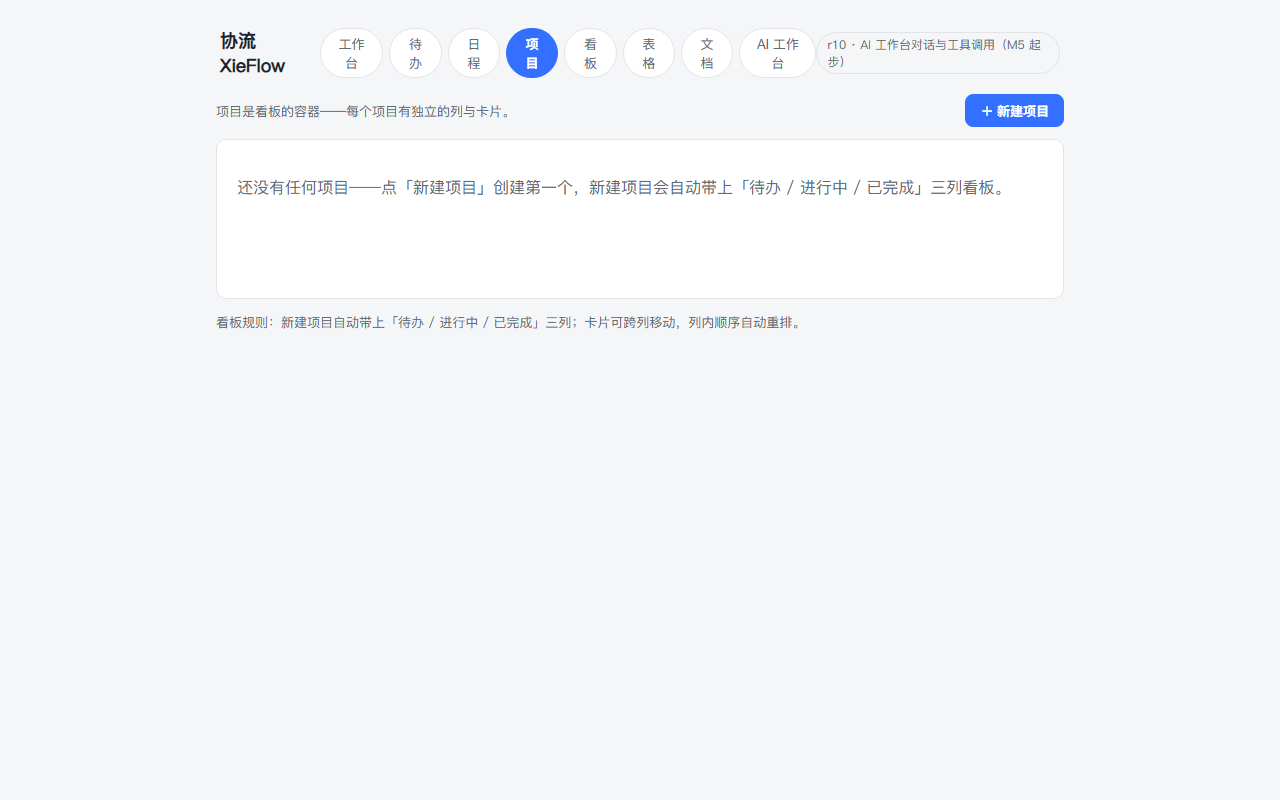 协流
XieFlow
工作
台
待
办
日
程
项
目
看
板
表
格
文
档
AI 工作
台
r10 · AI 工作台对话与工具调用（M5 起
步）
项目是看板的容器——每个项目有独立的列与卡片。
＋ 新建项目
还没有任何项目——点「新建项目」创建第一个，新建项目会自动带上「待办 / 进行中 / 已完成」三列看板。
看板规则：新建项目自动带上「待办 / 进行中 / 已完成」三列；卡片可跨列移动，列内顺序自动重排。